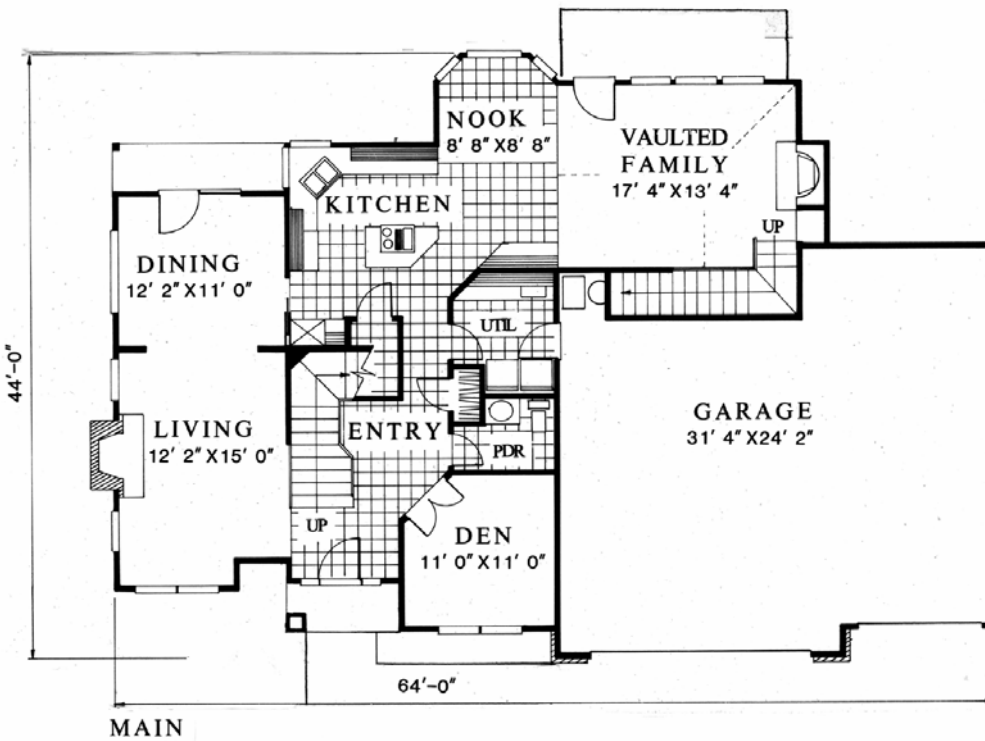 NOOK
8' 8" X 8' 8"
VAULTED
FAMILY
17' 4" X 13' 4"
KITCHEN
UP
DINING
12' 2" X 11' 0"
UTIL
GARAGE
31' 4" X 24' 2"
LIVING
12' 2" X 15' 0"
ENTRY
PDR
UP
DEN
11' 0" X 11' 0"
44'-0"
64'-0"
MAIN